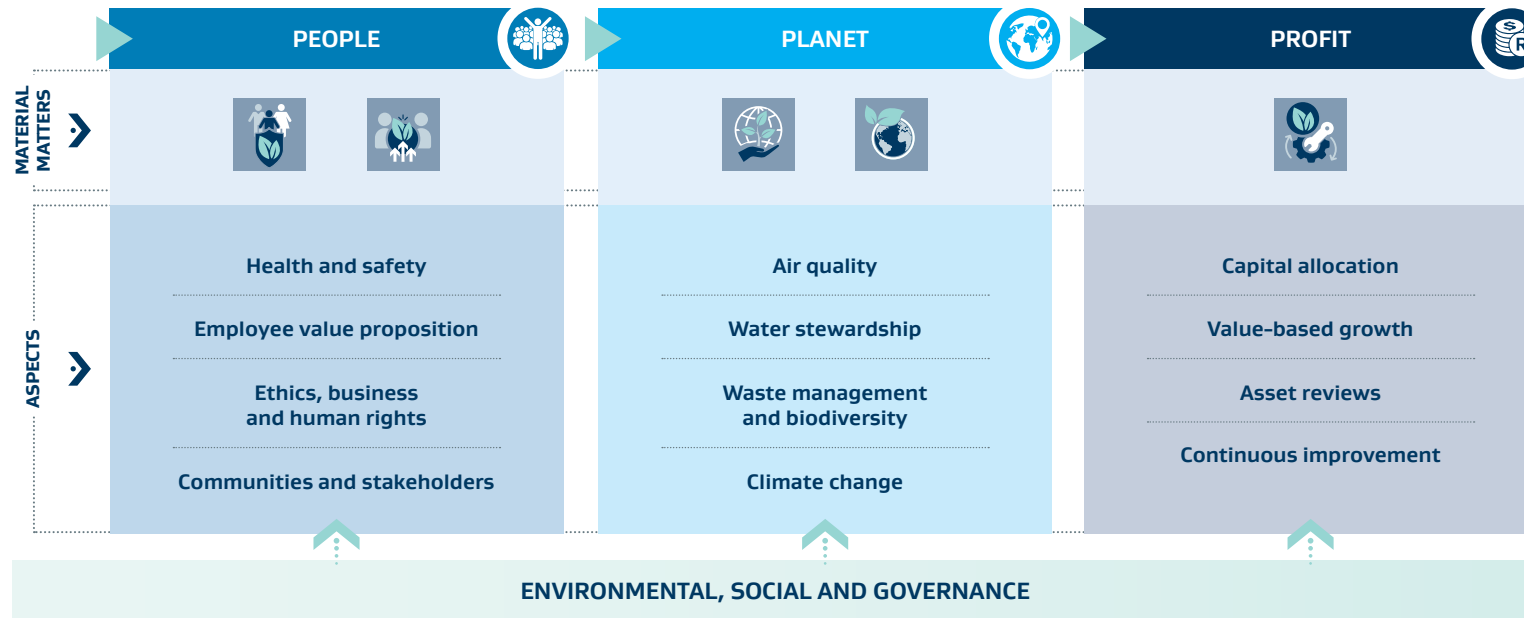 PEOPLE
PLANET
PROFIT
$
R
MATERIAL
MATTERS
ASPECTS
Health and safety
Employee value proposition
Ethics, business
and human rights
Communities and stakeholders
Air quality
Water stewardship
Waste management
and biodiversity
Climate change
Capital allocation
Value-based growth
Asset reviews
Continuous improvement
ENVIRONMENTAL, SOCIAL AND GOVERNANCE